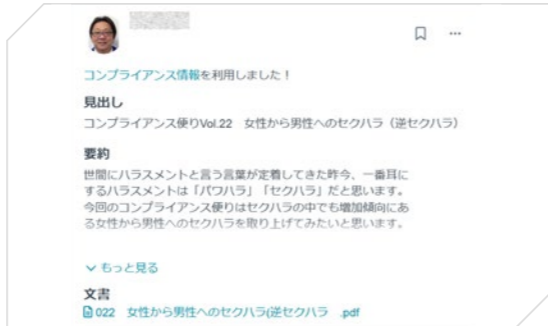 コンプライアンス情報を利用しました！
見出し
コンプライアンス便りVol.22　女性から男性へのセクハラ（逆セクハラ）
要約
世間にハラスメントと言う言葉が定着してきた昨今、一番耳に
するハラスメントは「パワハラ」「セクハラ」だと思います。
今回のコンプライアンス便りはセクハラの中でも増加傾向にあ
る女性から男性へのセクハラを取り上げてみたいと思います。
もっと見る
文書
022　女性から男性へのセクハラ(逆セクハラ　.pdf